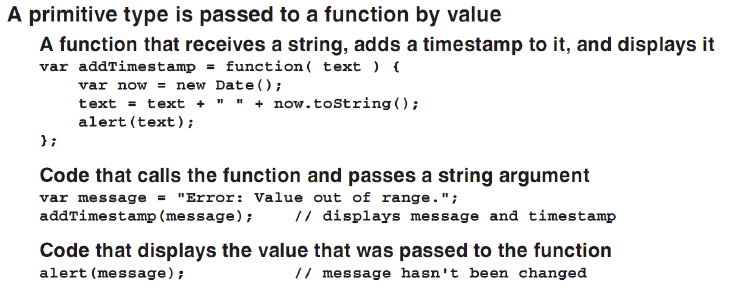 A primitive type is passed to a function by value
A function that receives a string, adds a timestamp to it, and displays it
var addTimestamp = function( text ) {
    var now = new Date();
    text = text + " " + now.toString();
    alert(text);
};
Code that calls the function and passes a string argument
var message = "Error: Value out of range.";
addTimestamp(message);    // displays message and timestamp
Code that displays the value that was passed to the function
alert(message);           // message hasn't been changed